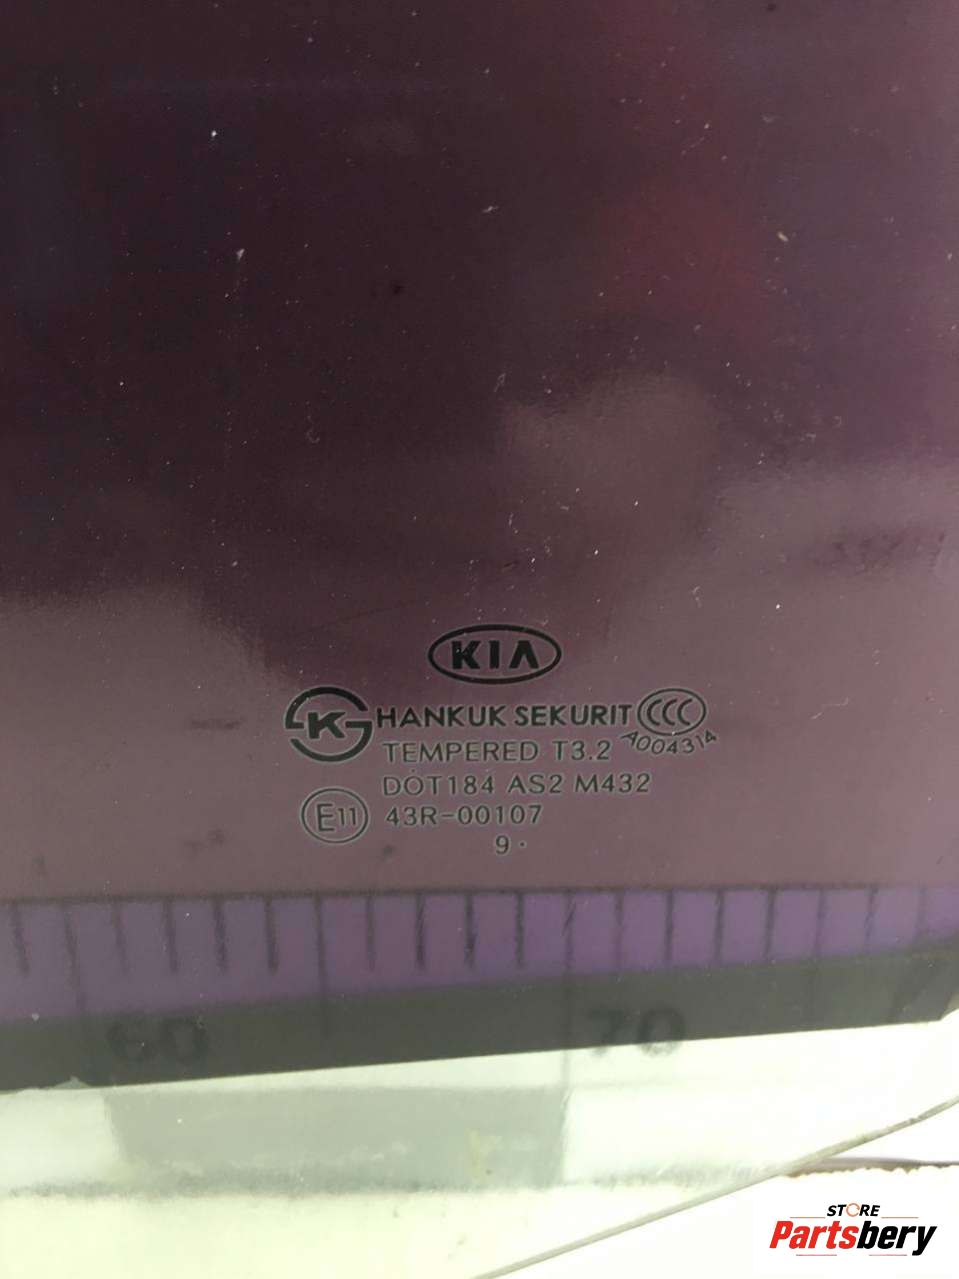 KIA
HANKUK SEKURIT CCC
A004314
TEMPERED T3.2
DOT184 AS2 M432
E11 43R-00107
9 ·
60 70
STORE
Partsbery